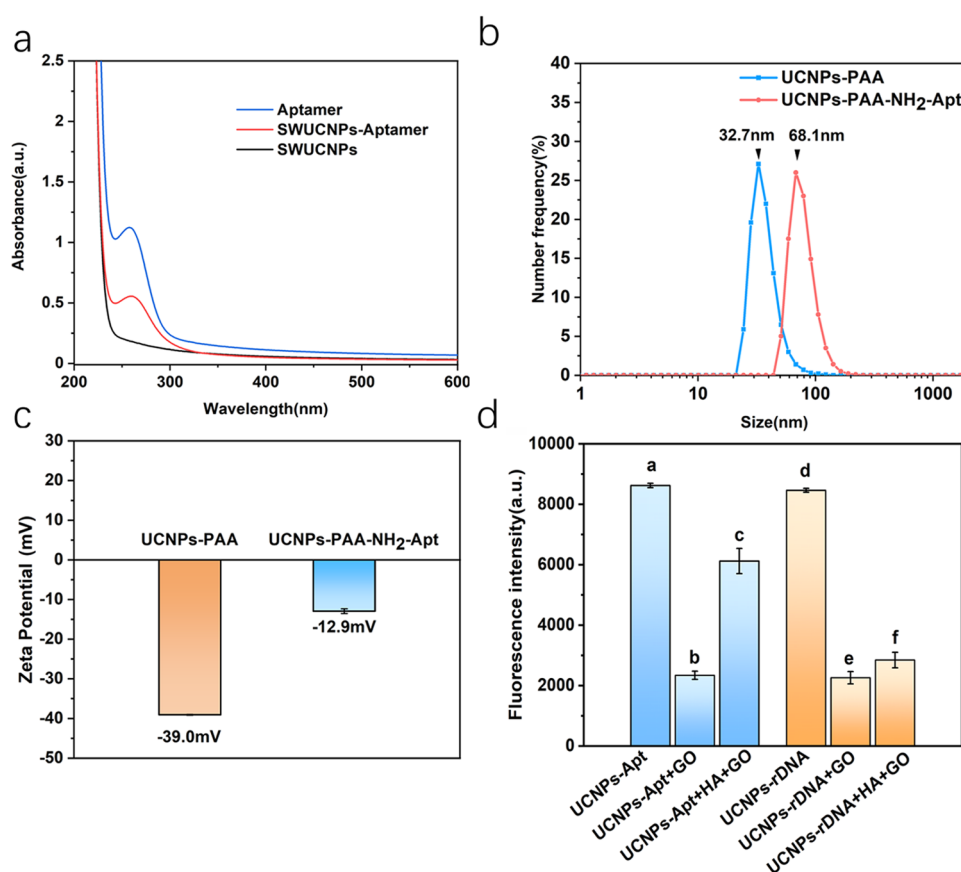 a
2.5
2
1.5
1
0.5
0
Absorbance(a.u.)
Aptamer
SWUCNPs-Aptamer
SWUCNPs
200
300
400
500
600
Wavelength(nm)
b
40
35
30
25
20
15
10
5
0
Number frequency(%)
UCNPs-PAA
UCNPs-PAA-NH₂-Apt
32.7nm
68.1nm
1
10
100
1000
Size(nm)
c
30
20
10
0
-10
-20
-30
-40
-50
Zeta Potential (mV)
UCNPs-PAA
UCNPs-PAA-NH₂-Apt
-39.0mV
-12.9mV
d
10000
8000
6000
4000
2000
0
Fluorescence intensity(a.u.)
a
b
c
d
e
f
UCNPs-Apt
UCNPs-Apt+GO
UCNPs-Apt+HA+GO
UCNPs-rDNA
UCNPs-rDNA+GO
UCNPs-rDNA+HA+GO